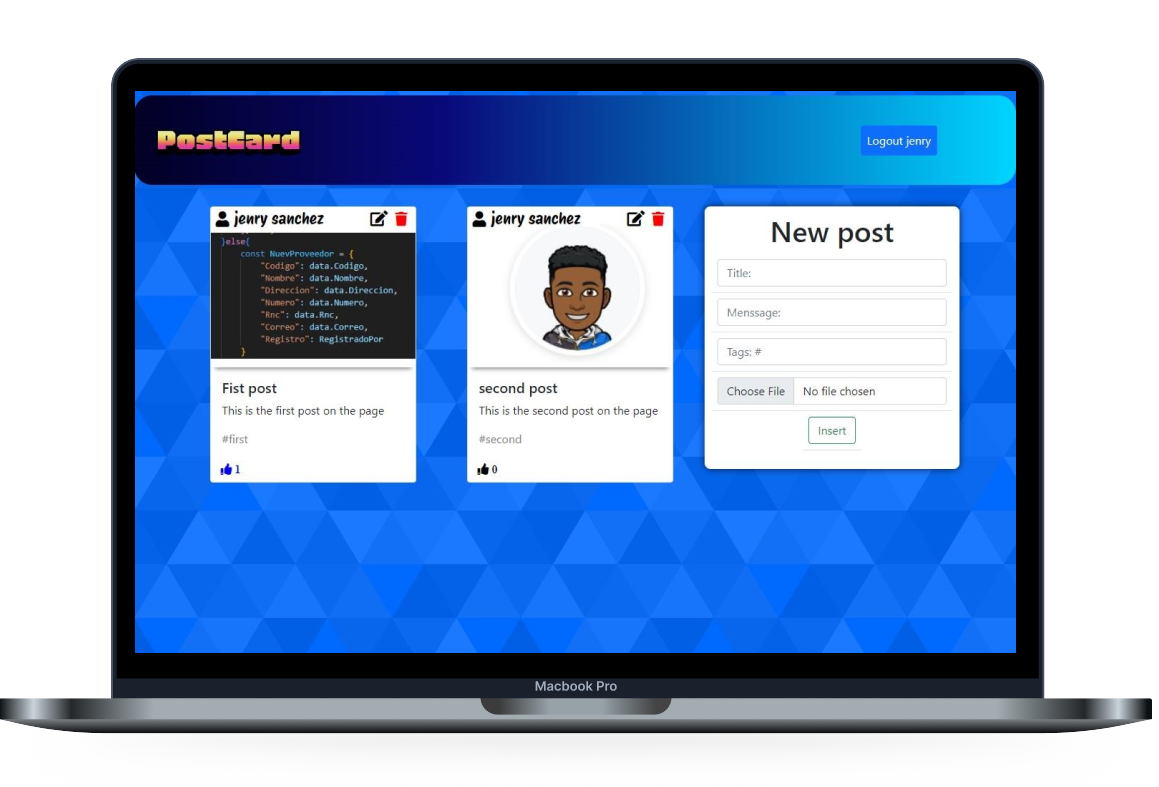 PostCard
Logout jenry
jenry sanchez
}else{
const NuevProveedor = {
"Codigo": data.Codigo,
"Nombre": data.Nombre,
"Direccion": data.Direccion,
"Numero": data.Numero,
"Rnc": data.Rnc,
"Correo": data.Correo,
"Registro": RegistradoPor
}
Fist post
This is the first post on the page
#first
1
jenry sanchez
second post
This is the second post on the page
#second
0
New post
Title:
Menssage:
Tags: #
Choose File No file chosen
Insert
Macbook Pro